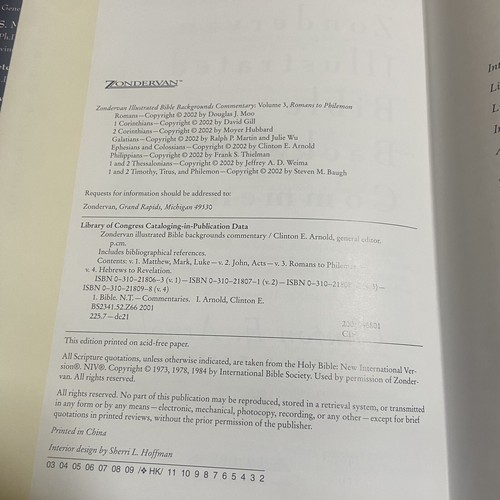 ZONDERVAN™
Zondervan Illustrated Bible Backgrounds Commentary: Volume 3, Romans to Philemon
Romans—Copyright © 2002 by Douglas J. Moo
1 Corinthians—Copyright © 2002 by David Gill
2 Corinthians—Copyright © 2002 by Moyer Hubbard
Galatians—Copyright © 2002 by Ralph P. Martin and Julie Wu
Ephesians and Colossians—Copyright © 2002 by Clinton E. Arnold
Philippians—Copyright © 2002 by Frank S. Thielman
1 and 2 Thessalonians—Copyright © 2002 by Jeffrey A. D. Weima
1 and 2 Timothy, Titus, and Philemon—Copyright © 2002 by Steven M. Baugh
Requests for information should be addressed to:
Zondervan, Grand Rapids, Michigan 49530
Library of Congress Cataloging-in-Publication Data
Zondervan illustrated Bible backgrounds commentary / Clinton E. Arnold, general editor.
p.cm.
Includes bibliographical references.
Contents: v. 1. Matthew, Mark, Luke—v. 2. John, Acts—v. 3. Romans to
v. 4. Hebrews to Revelation.
ISBN 0-310-21806-3 (v. 1)—ISBN 0-310-21807-1 (v. 2)—ISBN
ISBN 0-310-21809-8 (v. 4)
1. Bible. N.T.—Commentaries. I. Arnold, Clinton E.
BS2341.52.Z66 2001
225.7—dc21
This edition printed on acid-free paper.
All Scripture quotations, unless otherwise indicated, are taken from the Holy Bible: New International Ver-
sion®. NIV®. Copyright © 1973, 1978, 1984 by International Bible Society. Used by permission of Zonder-
van. All rights reserved.
All rights reserved. No part of this publication may be reproduced, stored in a retrieval system, or transmitted
in any form or by any means—electronic, mechanical, photocopy, recording, or any other—except for brief
quotations in printed reviews, without the prior permission of the publisher.
Printed in China
Interior design by Sherri L. Hoffman
03 04 05 06 07 08 09 /❖ HK/ 11 10 9 8 7 6 5 4 3 2